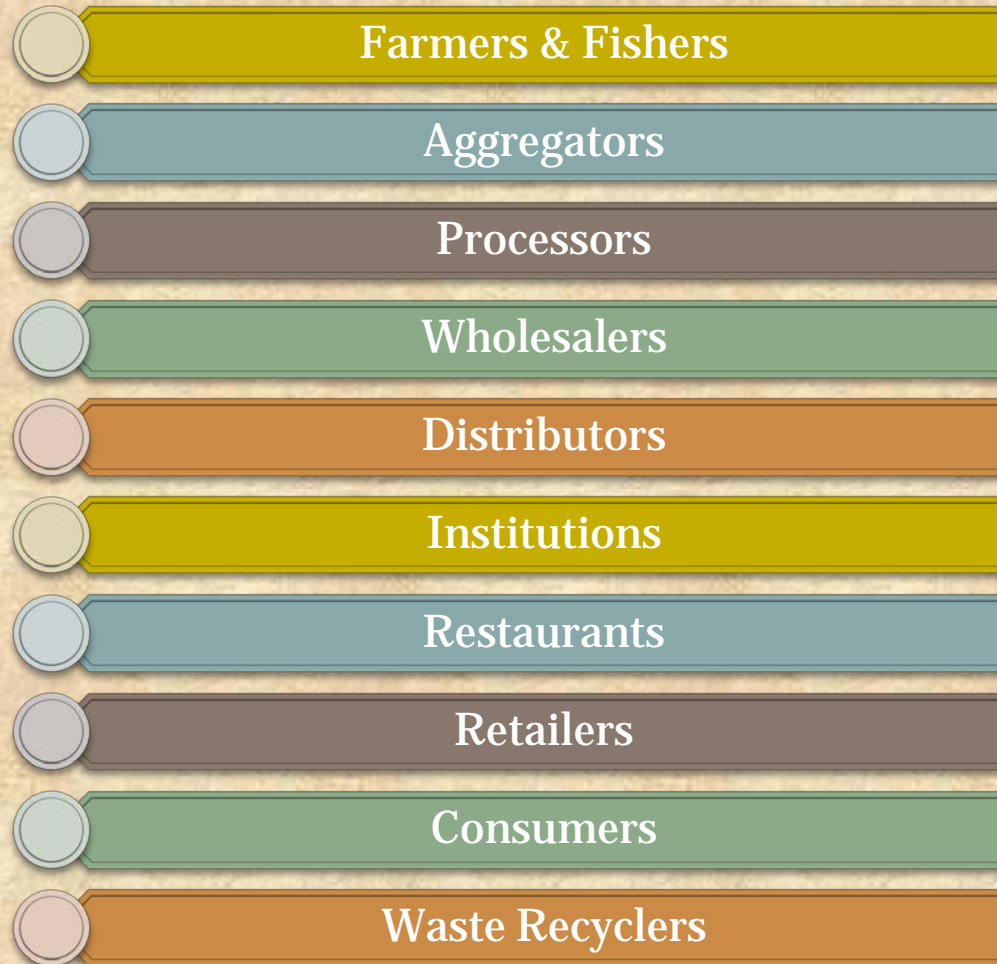 Farmers & Fishers
Aggregators
Processors
Wholesalers
Distributors
Institutions
Restaurants
Retailers
Consumers
Waste Recyclers